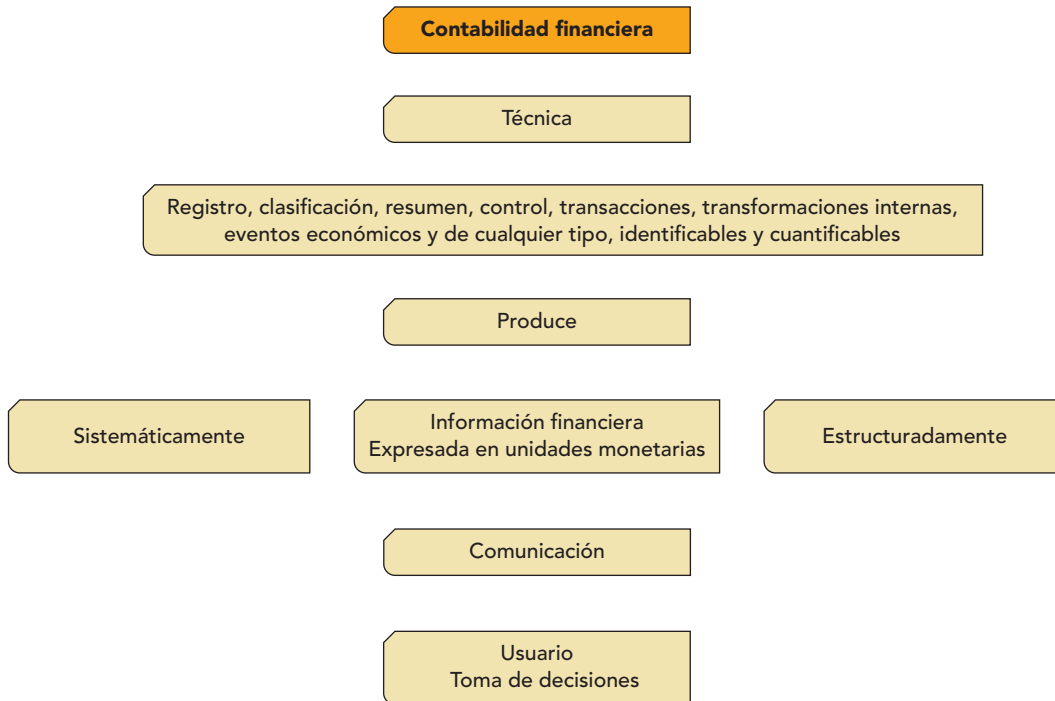 Contabilidad financiera
Técnica
Registro, clasificación, resumen, control, transacciones, transformaciones internas,
eventos económicos y de cualquier tipo, identificables y cuantificables
Produce
Sistemáticamente
Información financiera
Expresada en unidades monetarias
Estructuradamente
Comunicación
Usuario
Toma de decisiones